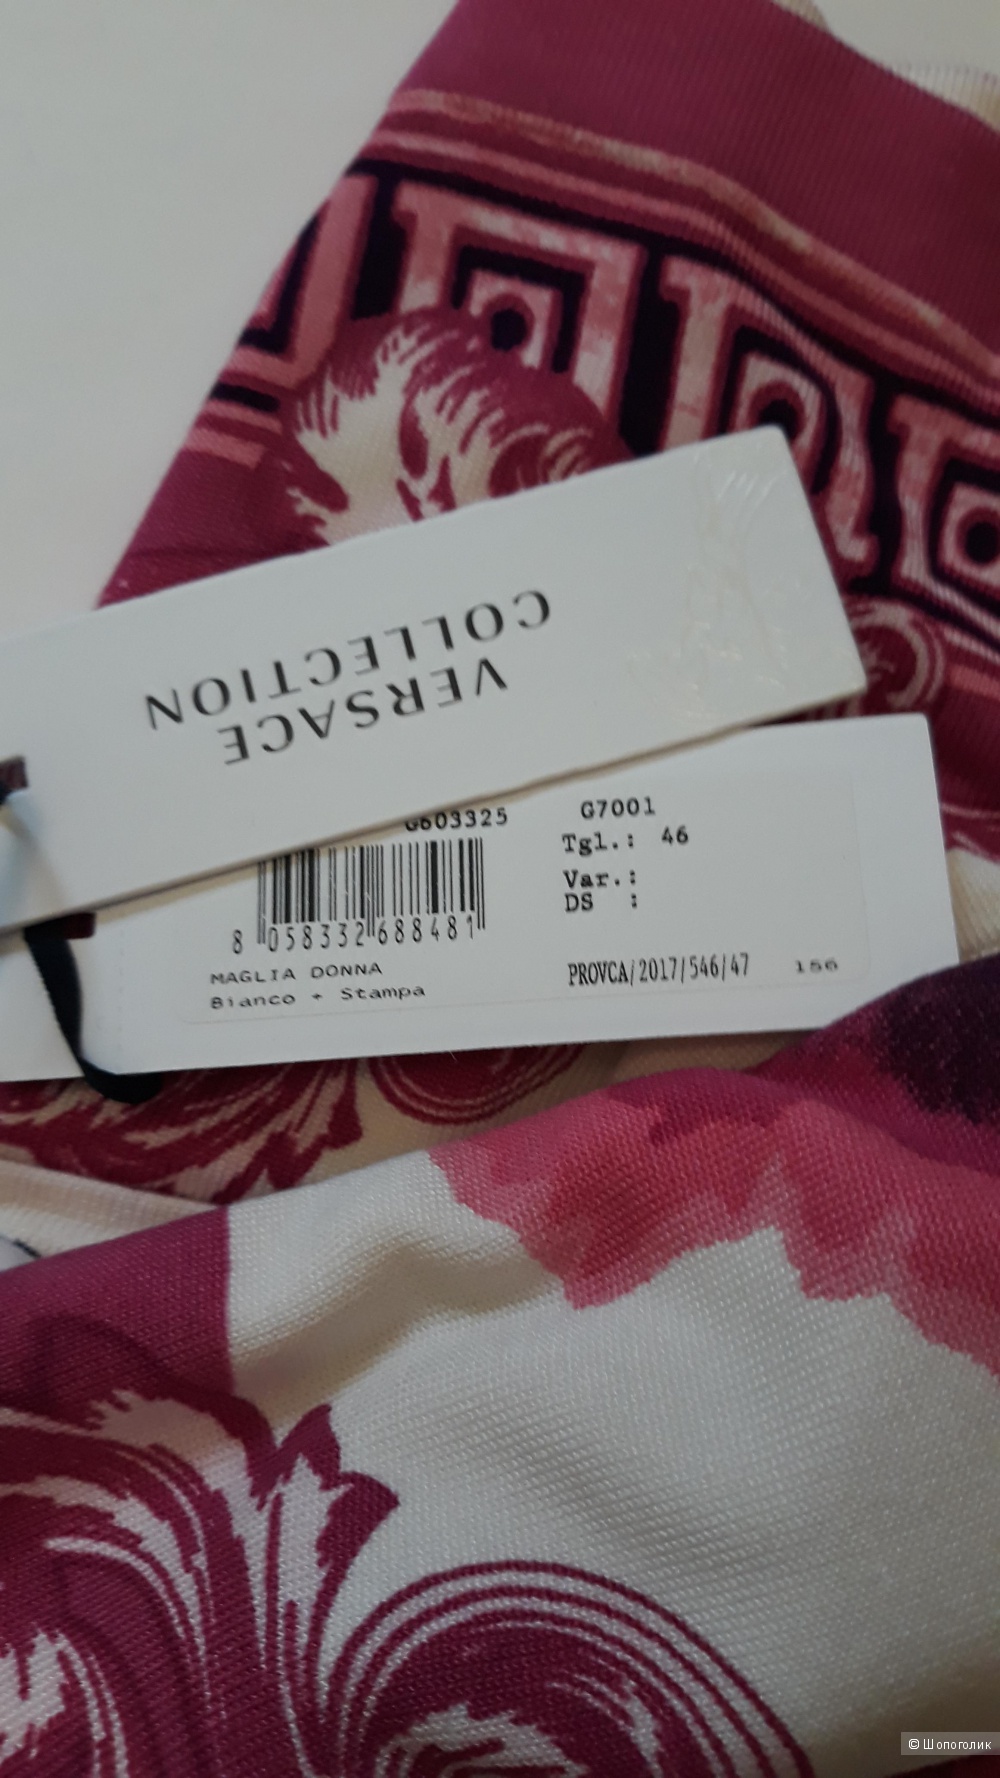 VERSACE
COLLECTION
G603325
G7001
Tgl.: 46
Var.:
DS :
8 058332 688481
MAGLIA DONNA
Bianco + Stampa
PROVCA/2017/546/47
156
© Шопоголик